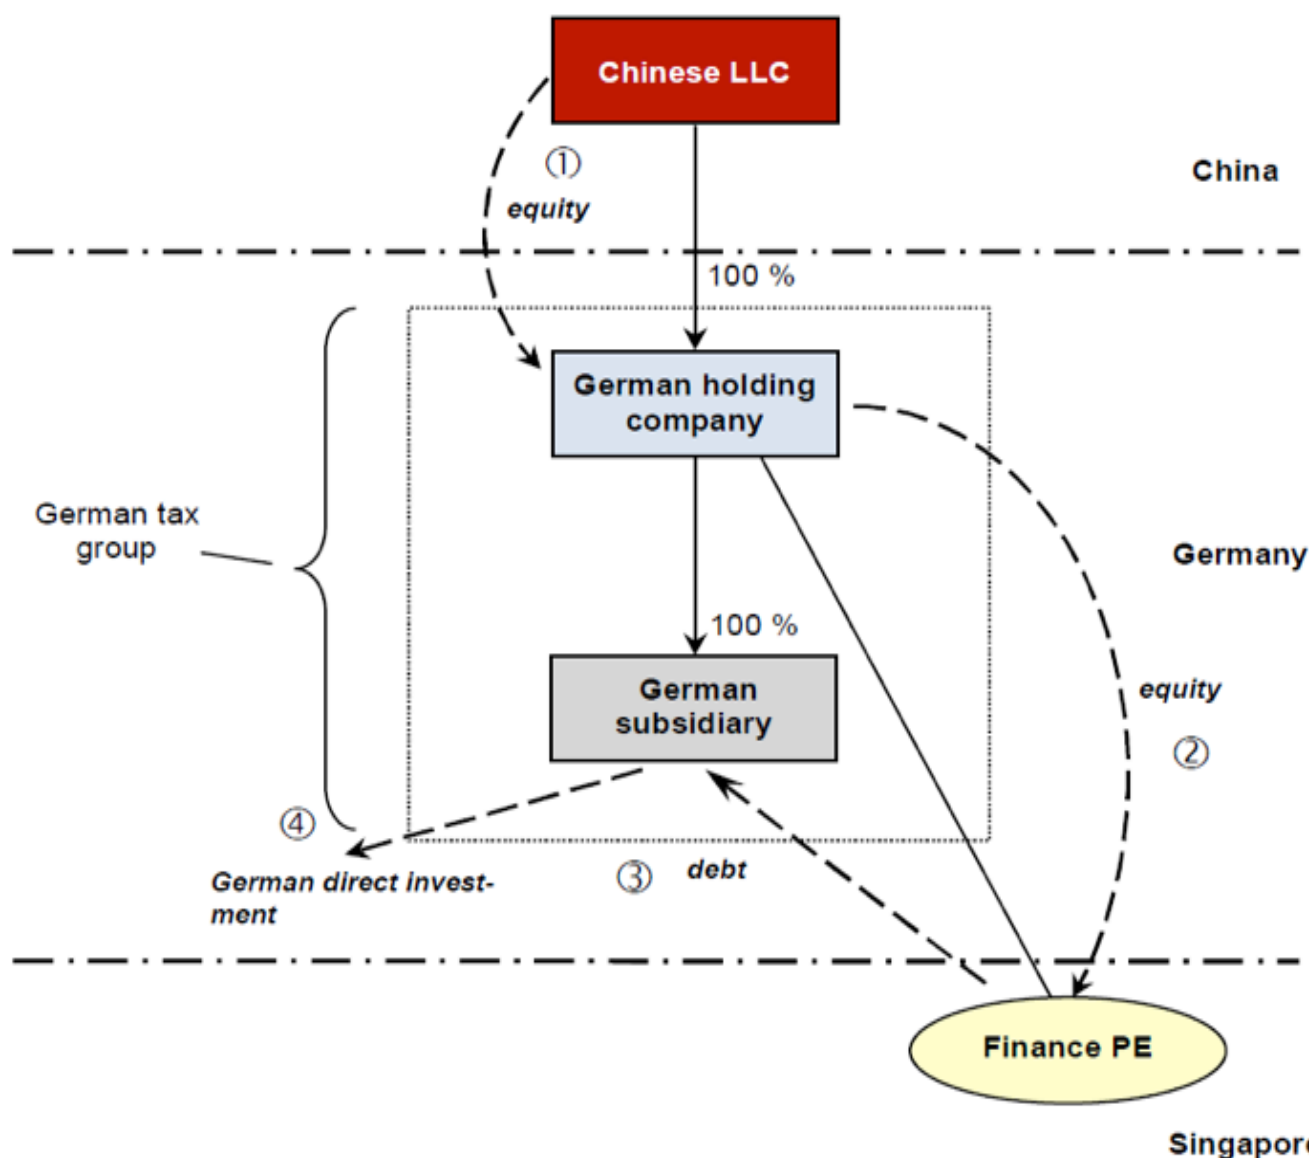 Chinese LLC
①
equity
China
100 %
German holding
company
German tax
group
Germany
100 %
German
subsidiary
equity
②
④
③
debt
German direct invest-
ment
Finance PE
Singapore